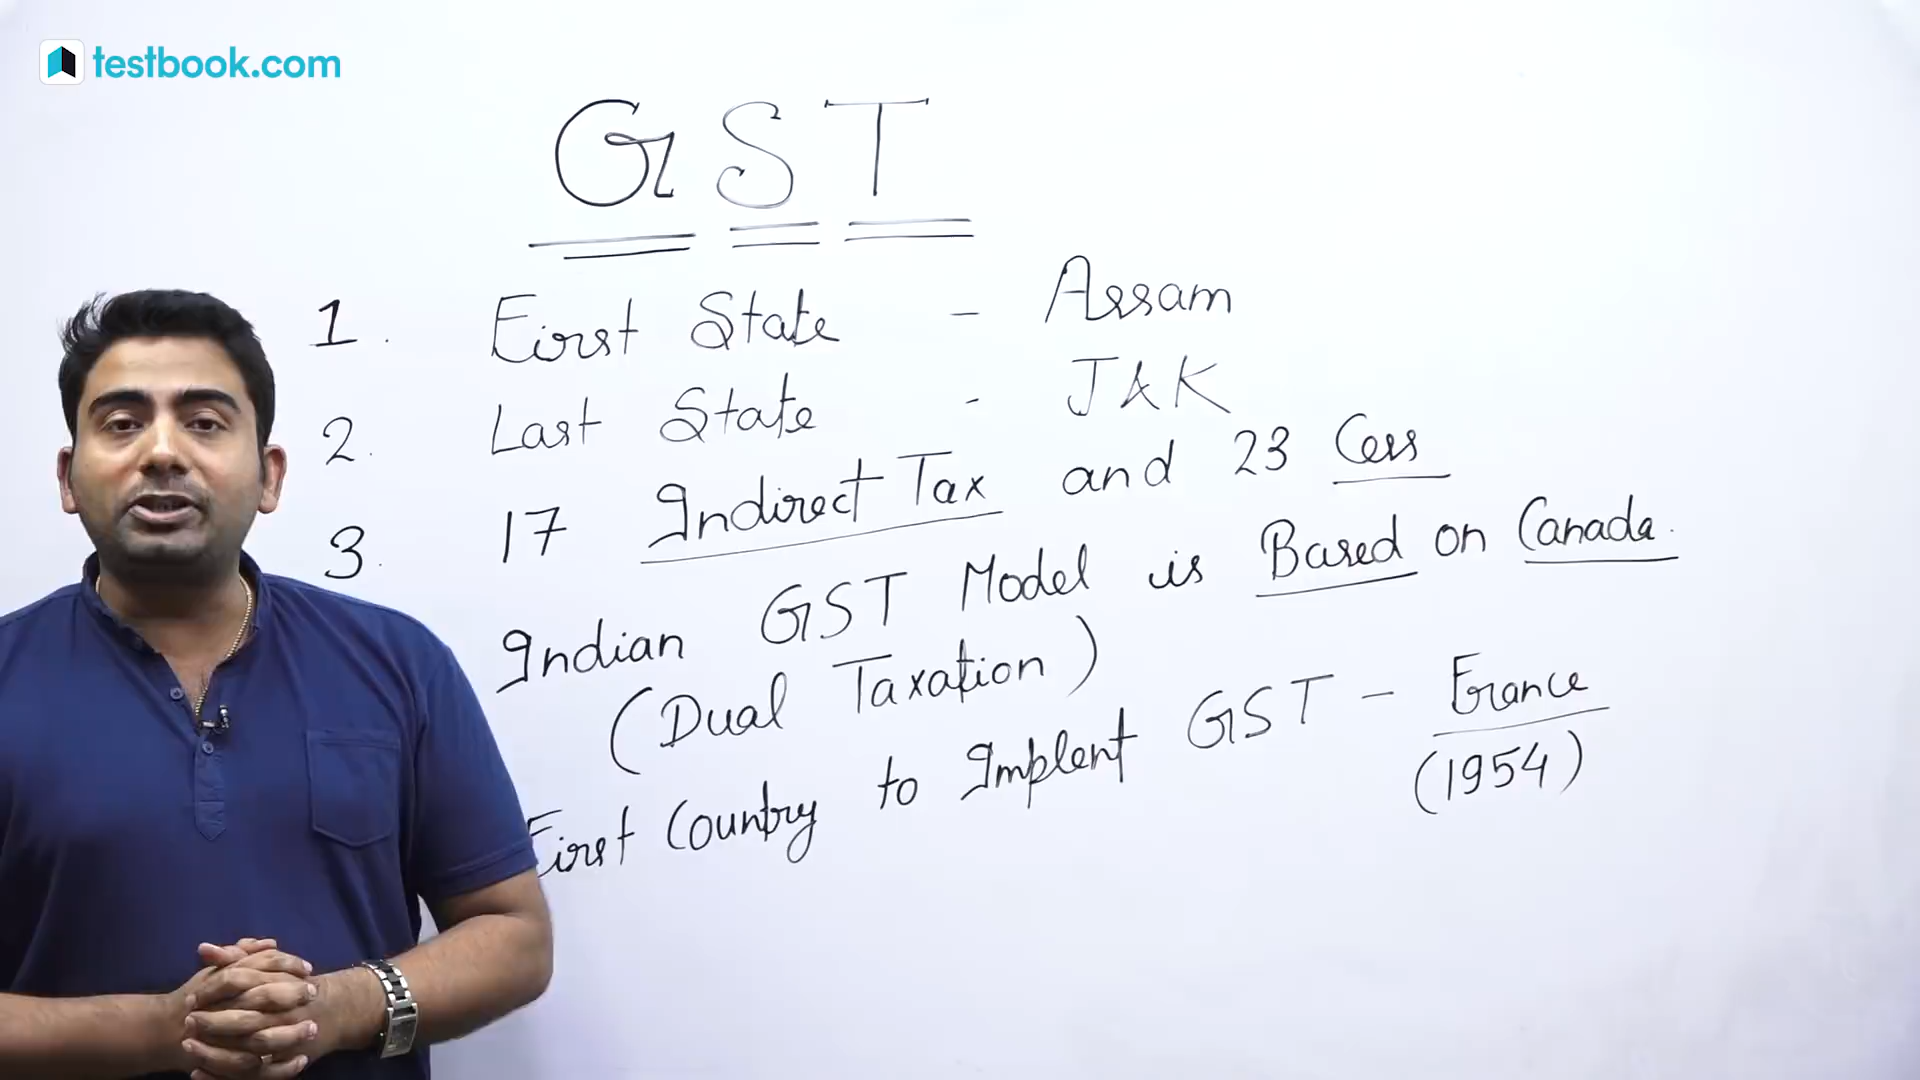 testbook.com
GST
1. First State - Assam
2. Last State - J&K
3. 17 Indirect Tax and 23 Cess
Indian GST Model is Based on Canada.
(Dual Taxation)
First Country to Implent GST - France
(1954)